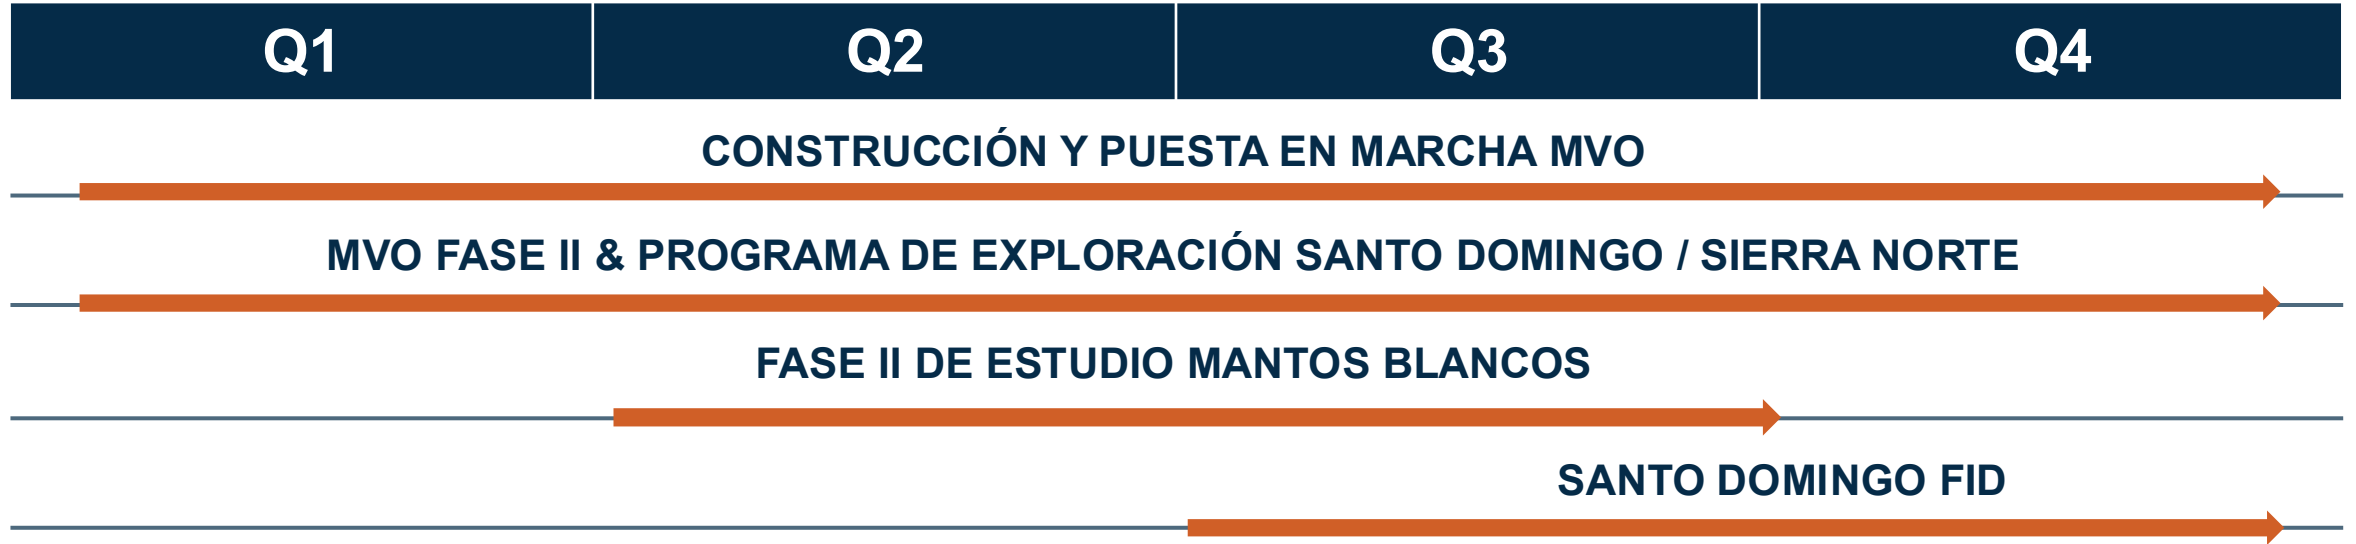 Q1 Q2 Q3 Q4
CONSTRUCCIÓN Y PUESTA EN MARCHA MVO
MVO FASE II & PROGRAMA DE EXPLORACIÓN SANTO DOMINGO / SIERRA NORTE
FASE II DE ESTUDIO MANTOS BLANCOS
SANTO DOMINGO FID